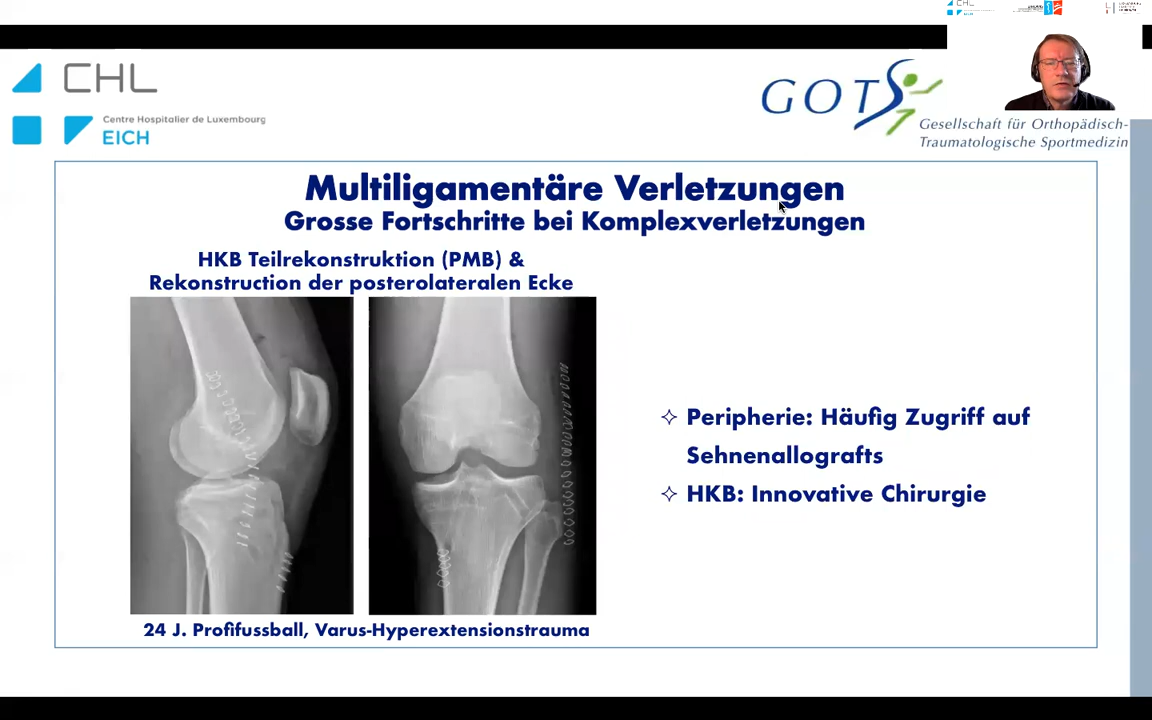 CHL
Centre Hospitalier de Luxembourg
EICH
GOTS
Gesellschaft für Orthopädisch-
Traumatologische Sportmedizin
Multiligamentäre Verletzungen
Grosse Fortschritte bei Komplexverletzungen
HKB Teilrekonstruktion (PMB) &
Rekonstruction der posterolateralen Ecke
Peripherie: Häufig Zugriff auf
Sehnenallografts
HKB: Innovative Chirurgie
24 J. Profifussball, Varus-Hyperextensionstrauma